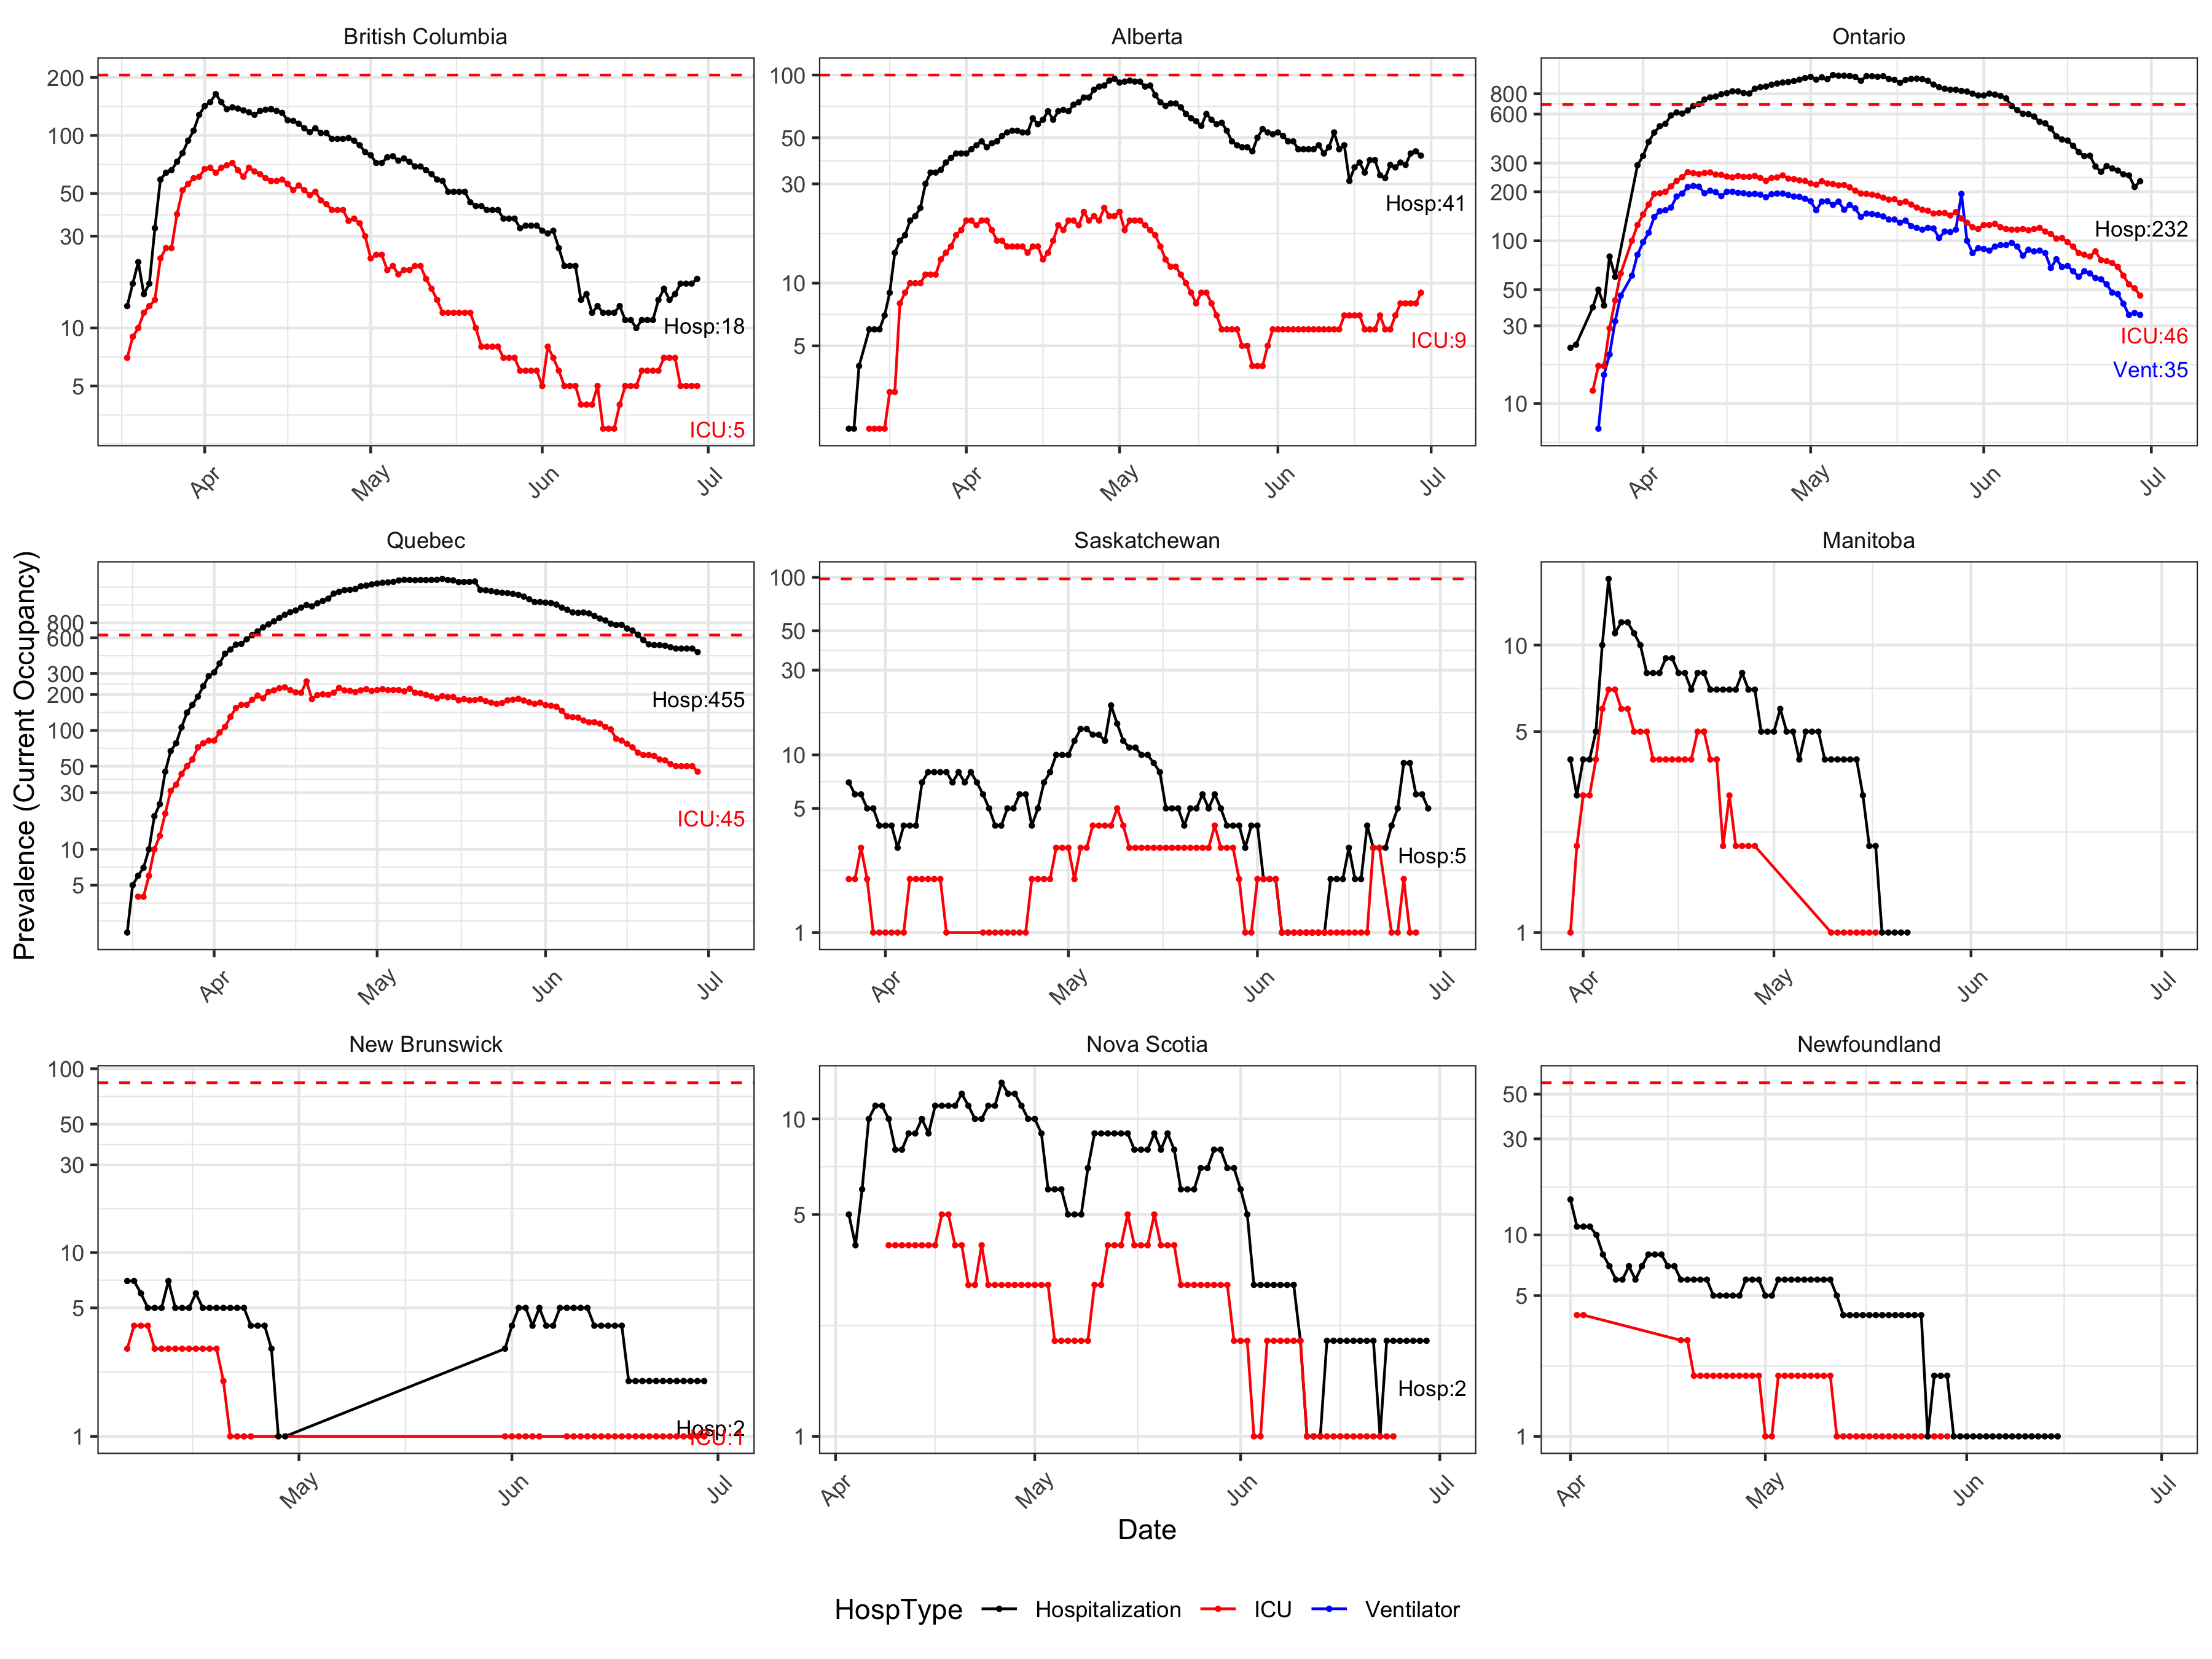 British Columbia
Alberta
Ontario
200
100
50
30
10
5
Hosp:18
ICU:5
Apr
May
Jun
Jul
100
50
30
10
5
Hosp:41
ICU:9
Apr
May
Jun
Jul
800
600
300
200
100
50
30
10
Hosp:232
ICU:46
Vent:35
Apr
May
Jun
Jul
Prevalence (Current Occupancy)
Quebec
Saskatchewan
Manitoba
800
600
300
200
100
50
30
10
5
Hosp:455
ICU:45
Apr
May
Jun
Jul
100
50
30
10
5
1
Hosp:5
Apr
May
Jun
Jul
10
5
1
Apr
May
Jun
Jul
New Brunswick
Nova Scotia
Newfoundland
100
50
30
10
5
1
Hosp:2
ICU:1
May
Jun
Jul
10
5
1
Hosp:2
Apr
May
Jun
Jul
50
30
10
5
1
Apr
May
Jun
Jul
Date
HospType Hospitalization ICU Ventilator